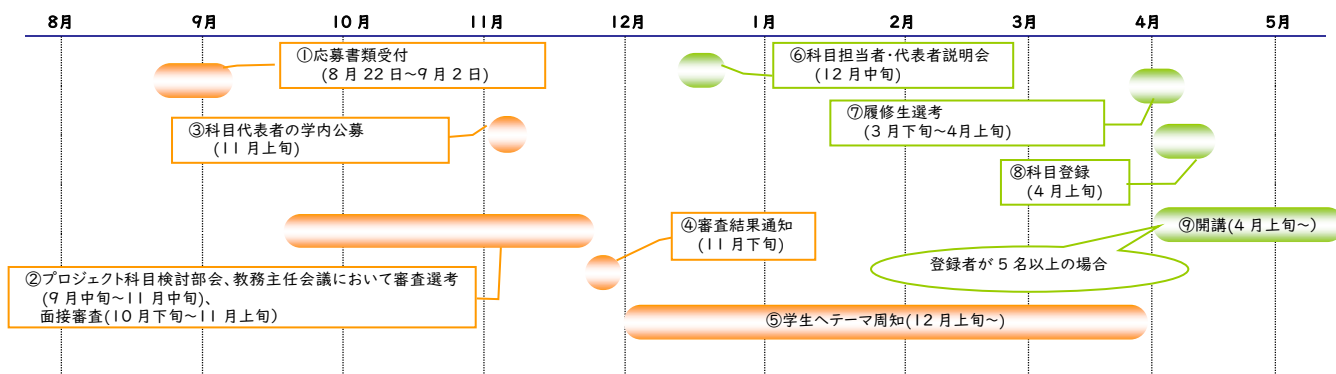 8月 9月 10月 11月 12月 1月 2月 3月 4月 5月
①応募書類受付
(8月22日～9月2日)
⑥科目担当者・代表者説明会
(12月中旬)
⑦履修生選考
(3月下旬～4月上旬)
③科目代表者の学内公募
(11月上旬)
⑧科目登録
(4月上旬)
④審査結果通知
(11月下旬)
⑨開講(4月上旬～)
登録者が5名以上の場合
②プロジェクト科目検討部会、教務主任会議において審査選考
(9月中旬～11月中旬)、
面接審査(10月下旬～11月上旬)
⑤学生へテーマ周知(12月上旬～)